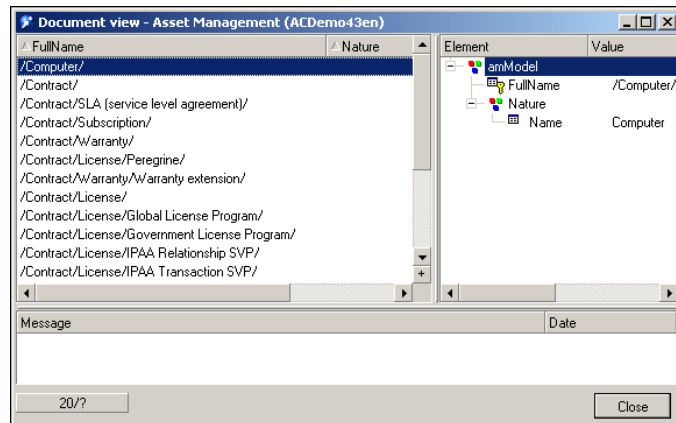 Document view - Asset Management (ACDemo43en)
FullName Nature
/Computer/
/Contract/
/Contract/SLA (service level agreement)/
/Contract/Subscription/
/Contract/Warranty/
/Contract/License/Peregrine/
/Contract/Warranty/Warranty extension/
/Contract/License/
/Contract/License/Global License Program/
/Contract/License/Government License Program/
/Contract/License/IPAA Relationship SVP/
/Contract/License/IPAA Transaction SVP/
Element Value
amModel
FullName /Computer/
Nature
Name Computer
Message Date
20/?
Close